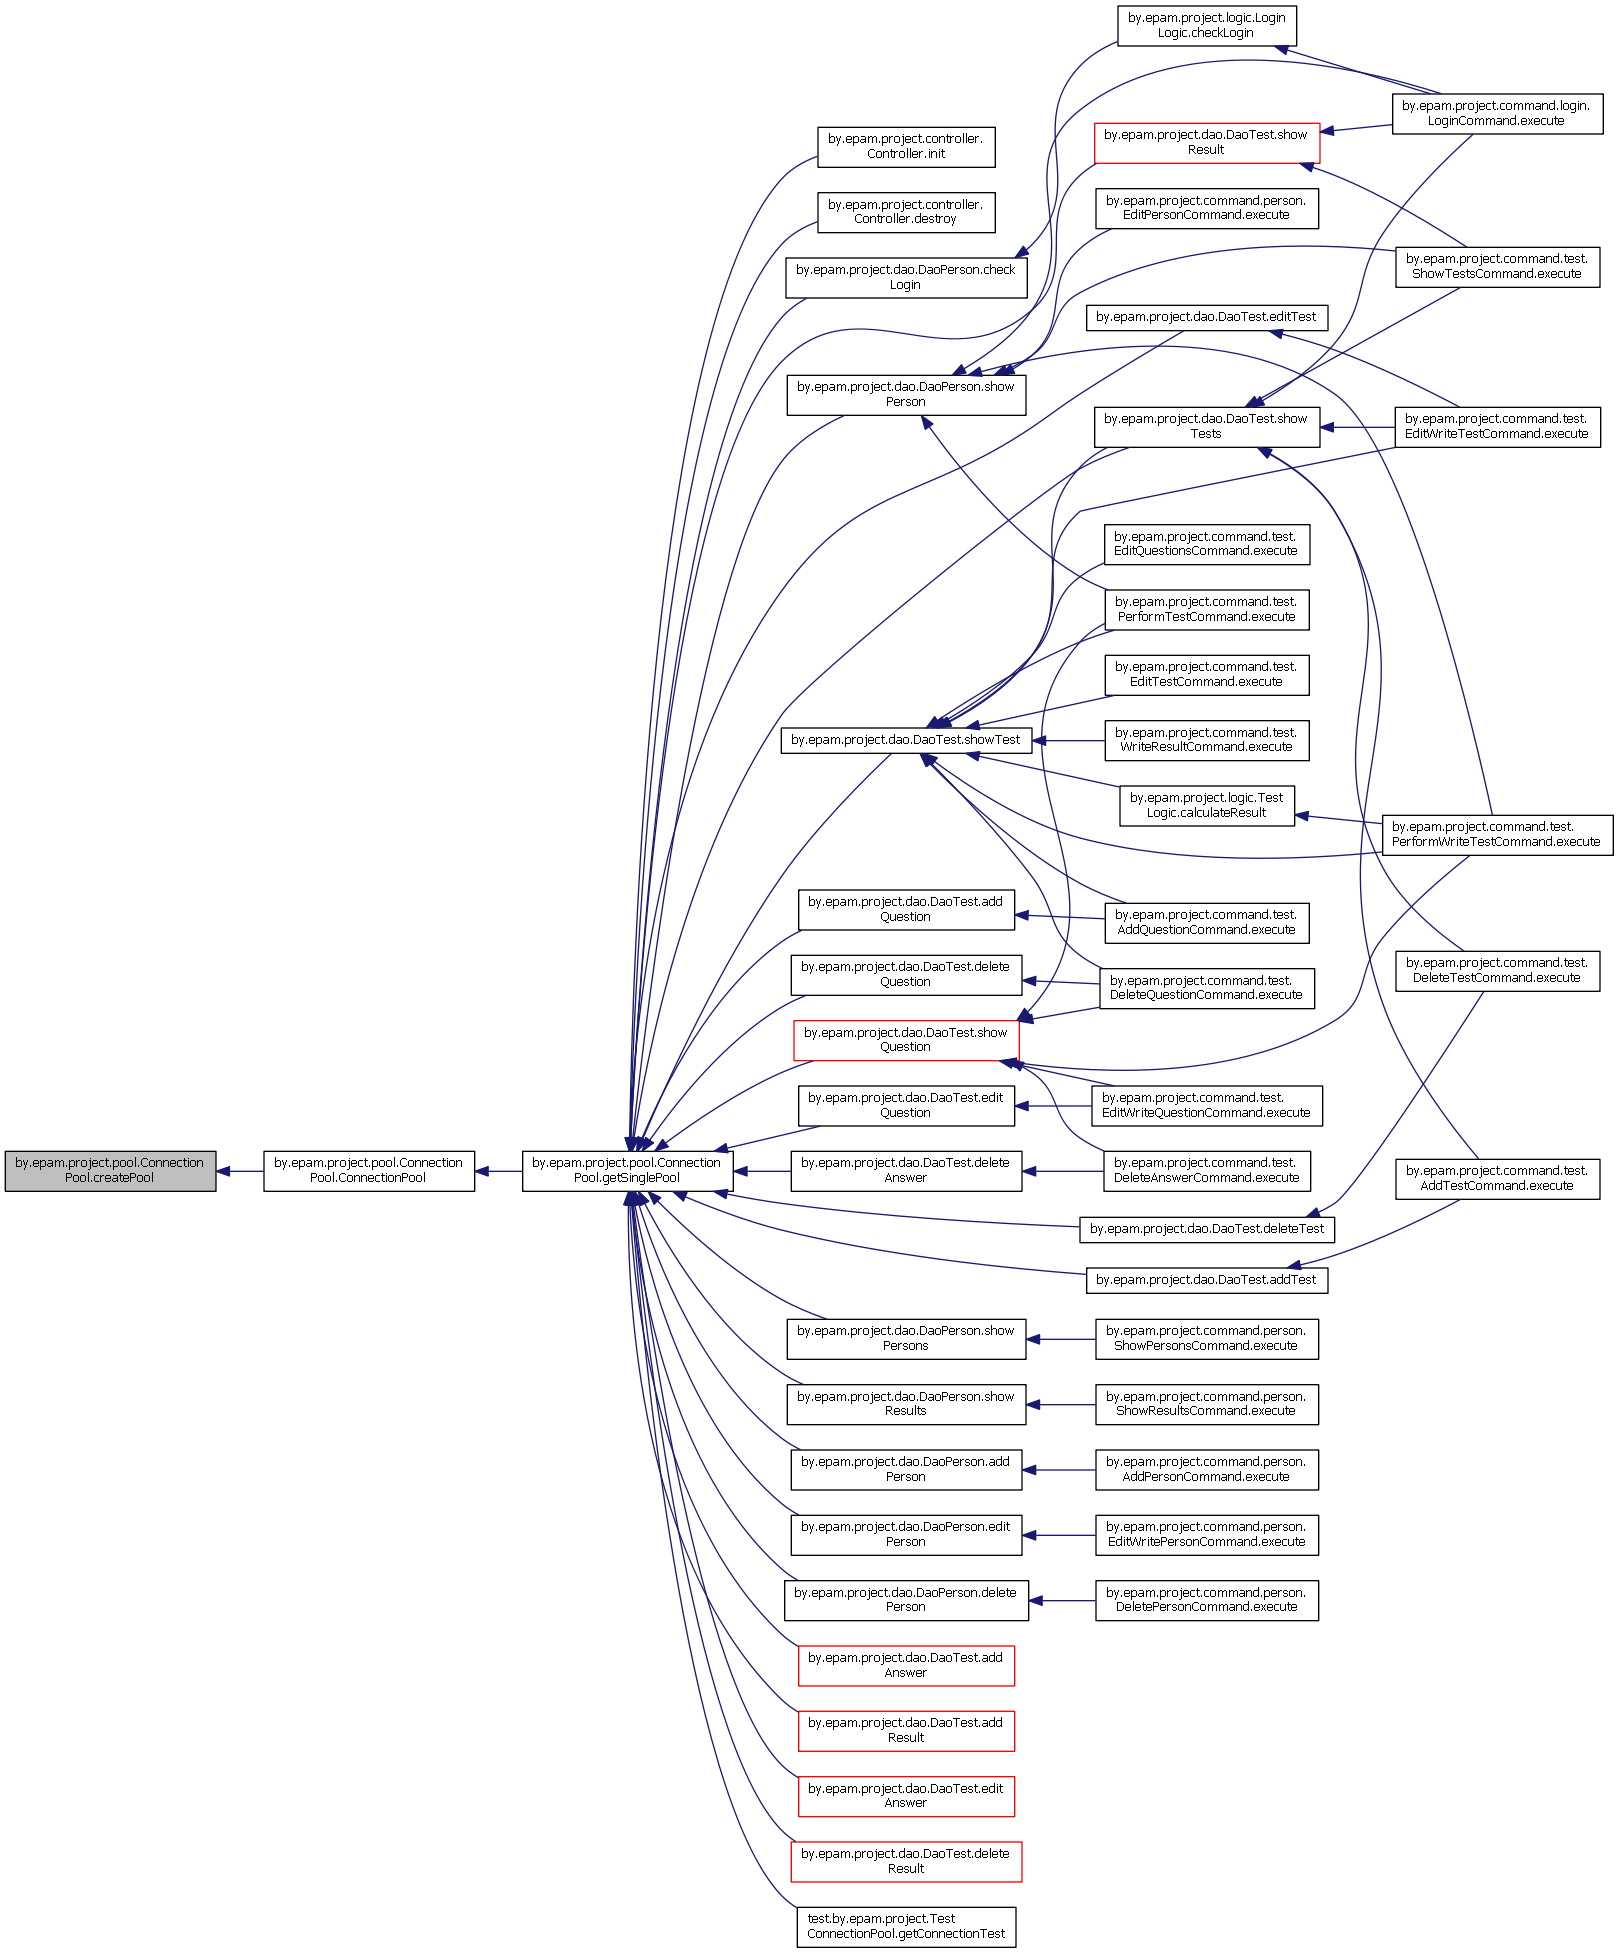 by.epam.project.logic.Login
Logic.checkLogin
by.epam.project.command.login.
LoginCommand.execute
by.epam.project.controller.
Controller.init
by.epam.project.dao.DaoTest.show
Result
by.epam.project.command.person.
EditPersonCommand.execute
by.epam.project.controller.
Controller.destroy
by.epam.project.command.test.
ShowTestsCommand.execute
by.epam.project.dao.DaoPerson.check
Login
by.epam.project.dao.DaoTest.editTest
by.epam.project.dao.DaoPerson.show
Person
by.epam.project.dao.DaoTest.show
Tests
by.epam.project.command.test.
EditWriteTestCommand.execute
by.epam.project.command.test.
EditQuestionsCommand.execute
by.epam.project.command.test.
PerformTestCommand.execute
by.epam.project.command.test.
EditTestCommand.execute
by.epam.project.dao.DaoTest.showTest
by.epam.project.command.test.
WriteResultCommand.execute
by.epam.project.logic.Test
Logic.calculateResult
by.epam.project.command.test.
PerformWriteTestCommand.execute
by.epam.project.dao.DaoTest.add
Question
by.epam.project.command.test.
AddQuestionCommand.execute
by.epam.project.dao.DaoTest.delete
Question
by.epam.project.command.test.
DeleteQuestionCommand.execute
by.epam.project.command.test.
DeleteTestCommand.execute
by.epam.project.dao.DaoTest.show
Question
by.epam.project.dao.DaoTest.edit
Question
by.epam.project.command.test.
EditWriteQuestionCommand.execute
by.epam.project.pool.Connection
Pool.createPool
by.epam.project.pool.Connection
Pool.ConnectionPool
by.epam.project.pool.Connection
Pool.getSinglePool
by.epam.project.dao.DaoTest.delete
Answer
by.epam.project.command.test.
DeleteAnswerCommand.execute
by.epam.project.command.test.
AddTestCommand.execute
by.epam.project.dao.DaoTest.deleteTest
by.epam.project.dao.DaoTest.addTest
by.epam.project.dao.DaoPerson.show
Persons
by.epam.project.command.person.
ShowPersonsCommand.execute
by.epam.project.dao.DaoPerson.show
Results
by.epam.project.command.person.
ShowResultsCommand.execute
by.epam.project.dao.DaoPerson.add
Person
by.epam.project.command.person.
AddPersonCommand.execute
by.epam.project.dao.DaoPerson.edit
Person
by.epam.project.command.person.
EditWritePersonCommand.execute
by.epam.project.dao.DaoPerson.delete
Person
by.epam.project.command.person.
DeletePersonCommand.execute
by.epam.project.dao.DaoTest.add
Answer
by.epam.project.dao.DaoTest.add
Result
by.epam.project.dao.DaoTest.edit
Answer
by.epam.project.dao.DaoTest.delete
Result
test.by.epam.project.Test
ConnectionPool.getConnectionTest